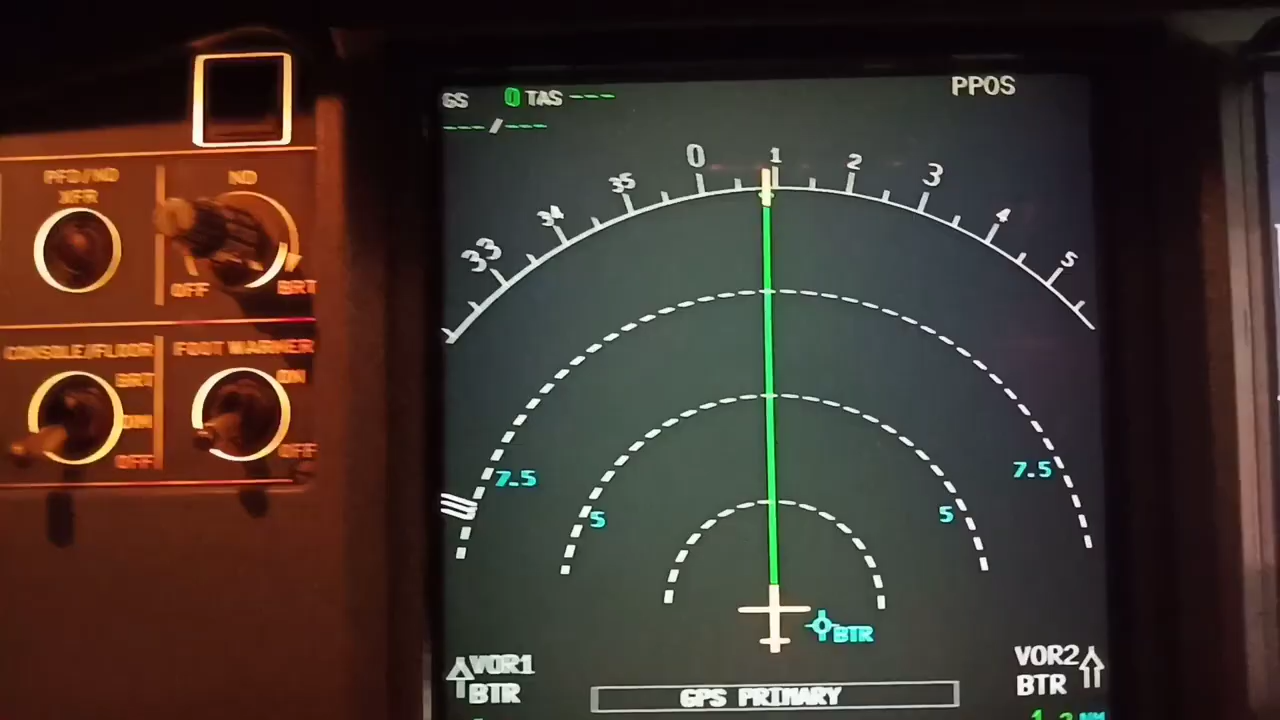 GS 0 TAS ---
PPOS
---/---
PFD/ND
XFR
ND
OFF
BRT
33 34 35 0 1 2 3 4 5
CONSOLE/FLOOR
FOOT WARMER
BRT
ON
ON
OFF
OFF
7.5
7.5
5
5
BTR
VOR1
BTR
VOR2
BTR
GPS PRIMARY